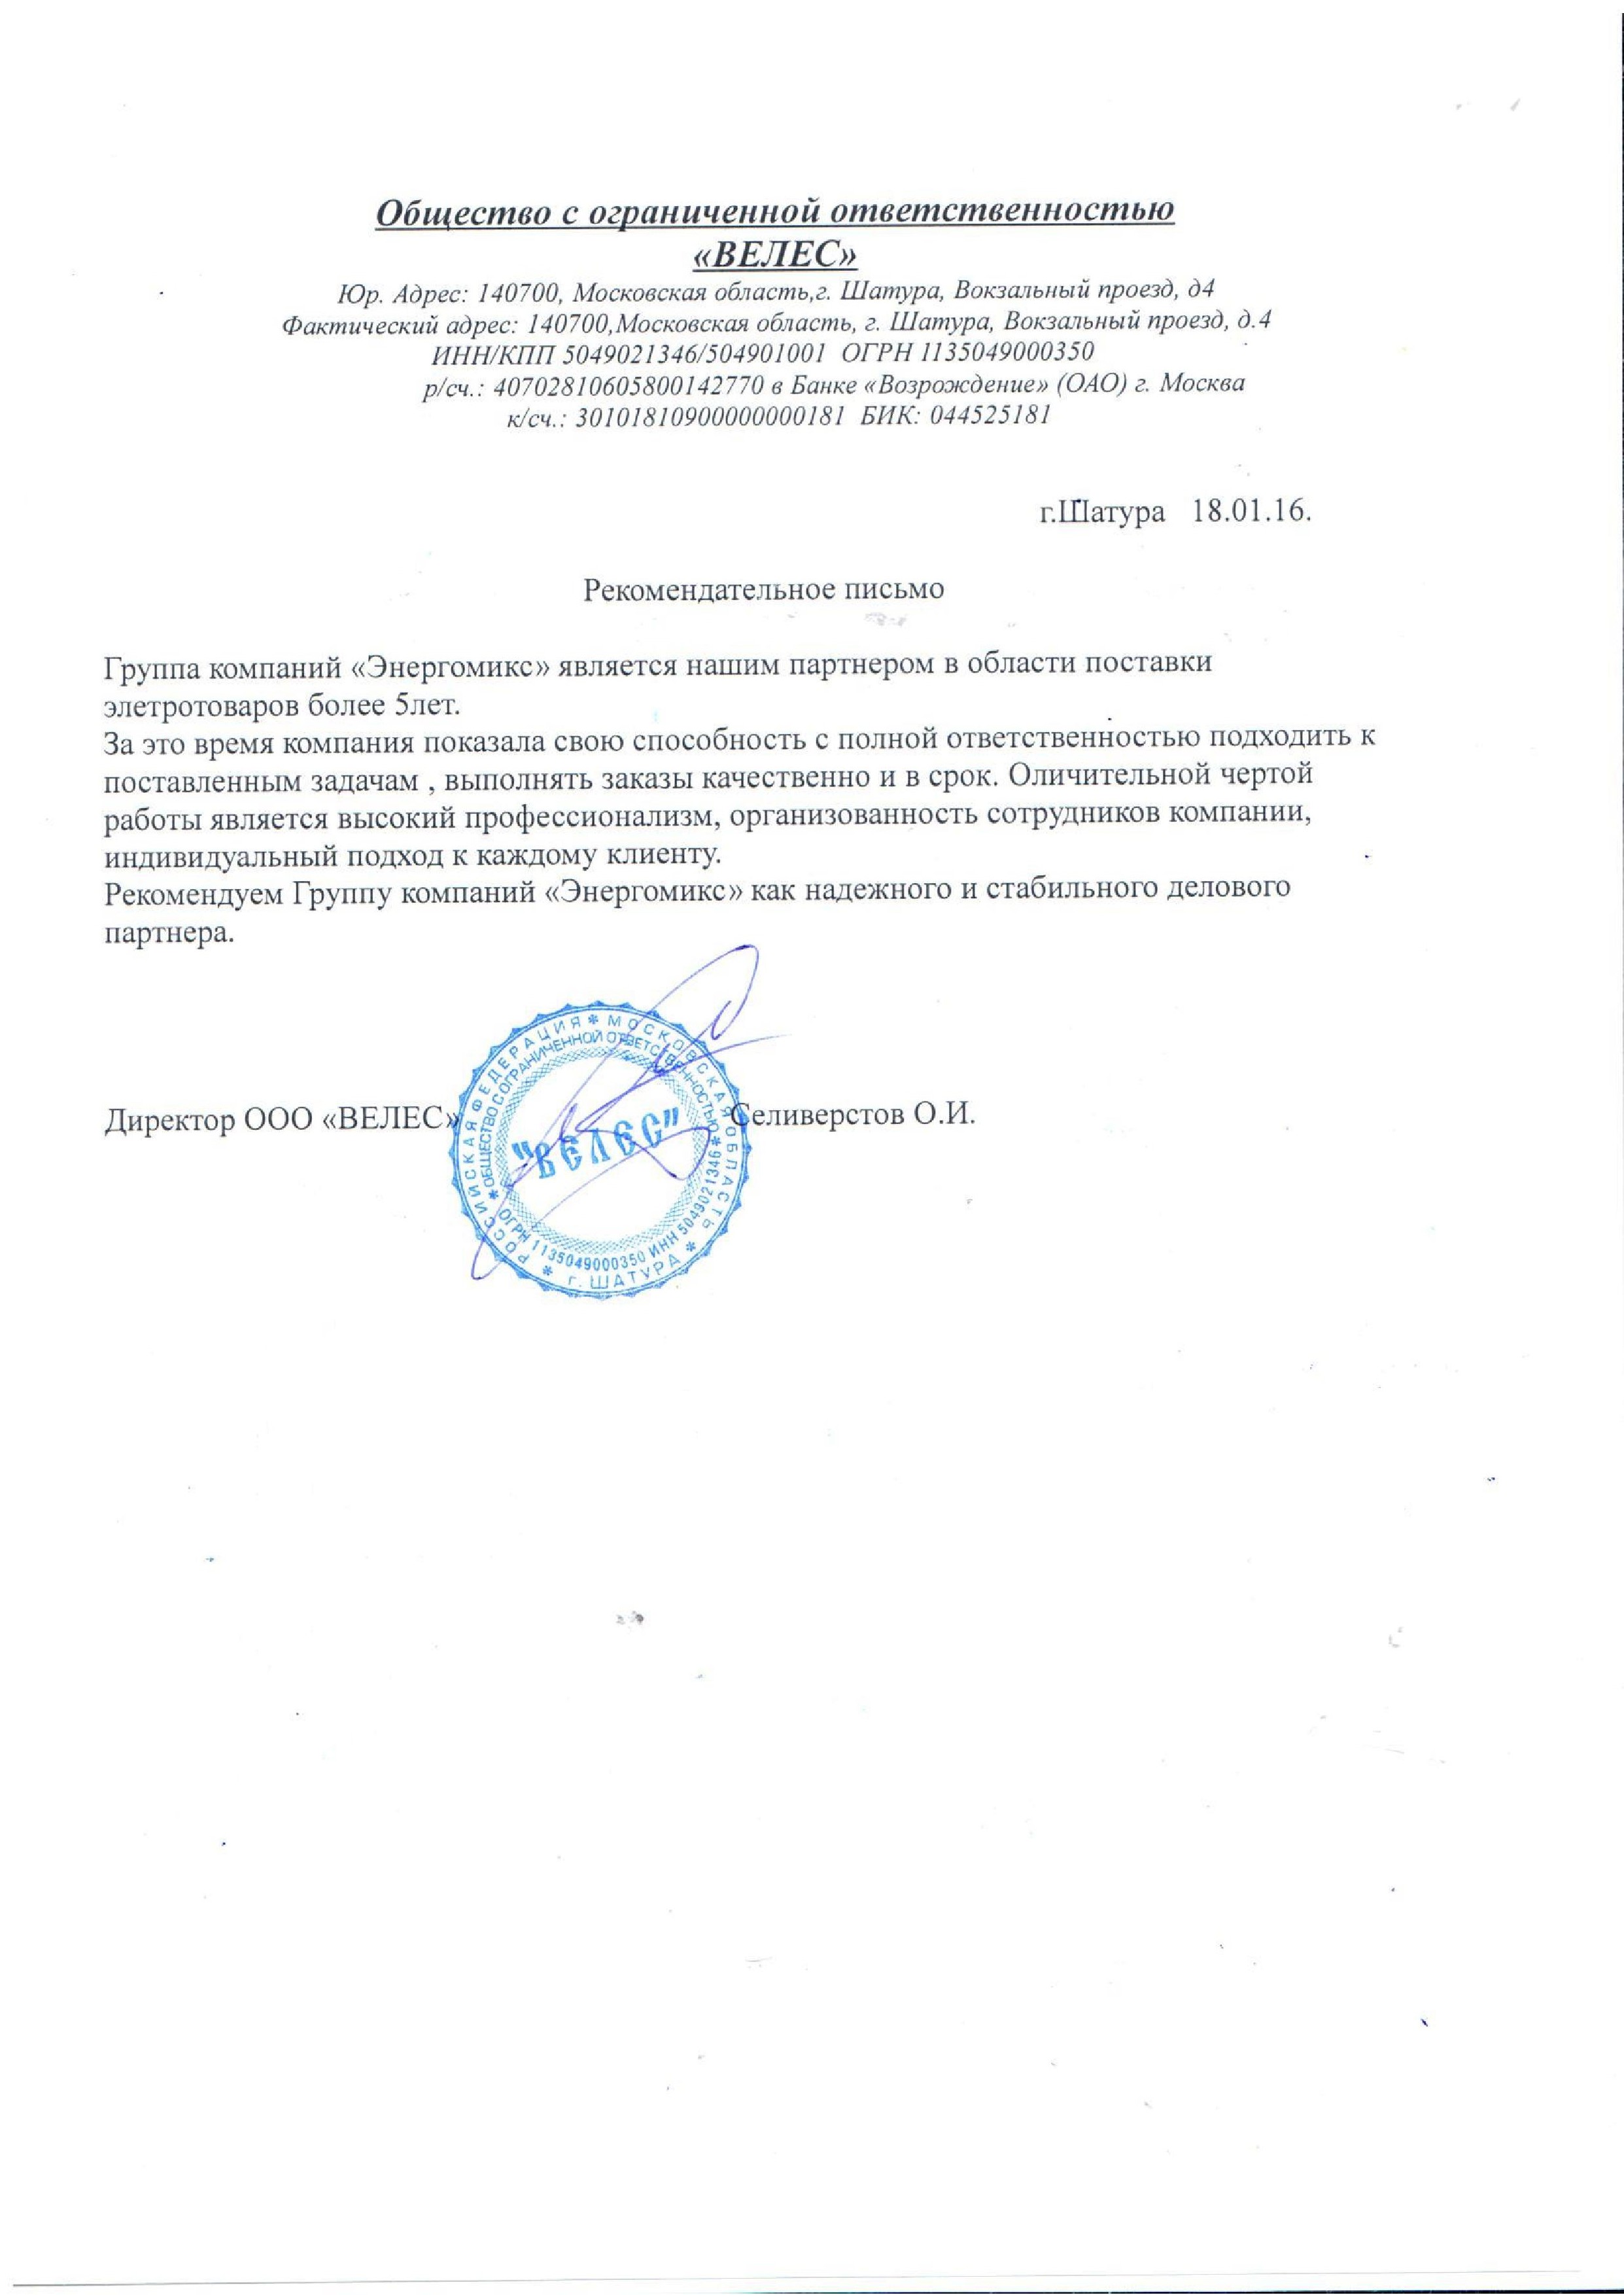 Общество с ограниченной ответственностью
«ВЕЛЕС»
Юр. Адрес: 140700, Московская область,г. Шатура, Вокзальный проезд, д4
Фактический адрес: 140700,Московская область, г. Шатура, Вокзальный проезд, д.4
ИНН/КПП 5049021346/504901001 ОГРН 1135049000350
р/сч.: 40702810605800142770 в Банке «Возрождение» (ОАО) г. Москва
к/сч.: 30101810900000000181 БИК: 044525181
г.Шатура 18.01.16.
Рекомендательное письмо
Группа компаний «Энергомикс» является нашим партнером в области поставки
элетротоваров более 5лет.
За это время компания показала свою способность с полной ответственностью подходить к
поставленным задачам , выполнять заказы качественно и в срок. Оличительной чертой
работы является высокий профессионализм, организованность сотрудников компании,
индивидуальный подход к каждому клиенту.
Рекомендуем Группу компаний «Энергомикс» как надежного и стабильного делового
партнера.
Директор ООО «ВЕЛЕС» Селиверстов О.И.
РОССИЙСКАЯ ФЕДЕРАЦИЯ * МОСКОВСКАЯ ОБЛАСТЬ * г. ШАТУРА *
* ОБЩЕСТВО С ОГРАНИЧЕННОЙ ОТВЕТСТВЕННОСТЬЮ *
ОГРН 1135049000350 ИНН 5049021346
"ВЕЛЕС"